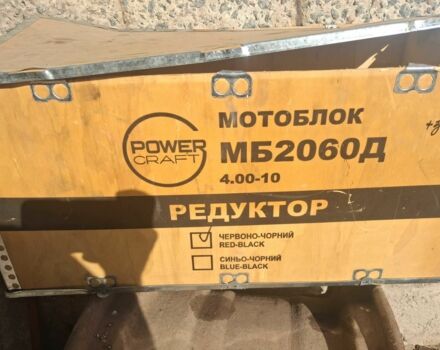 POWER
CRAFT
МОТОБЛОК
МБ2060Д
4.00-10
РЕДУКТОР
ЧЕРВОНО-ЧОРНИЙ
RED-BLACK
СИНЬО-ЧОРНИЙ
BLUE-BLACK